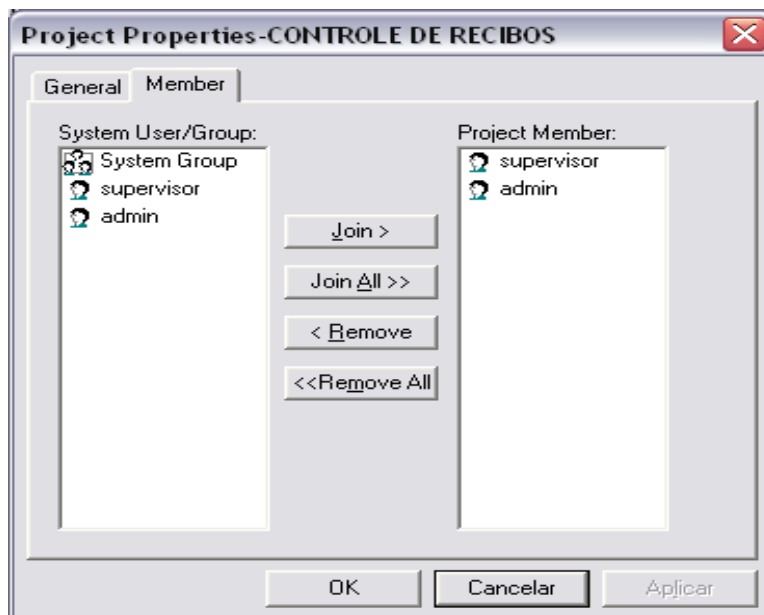 Project Properties-CONTROLE DE RECIBOS
General
Member
System User/Group:
System Group
supervisor
admin
Join >
Join All >>
< Remove
<<Remove All
Project Member:
supervisor
admin
OK
Cancelar
Aplicar